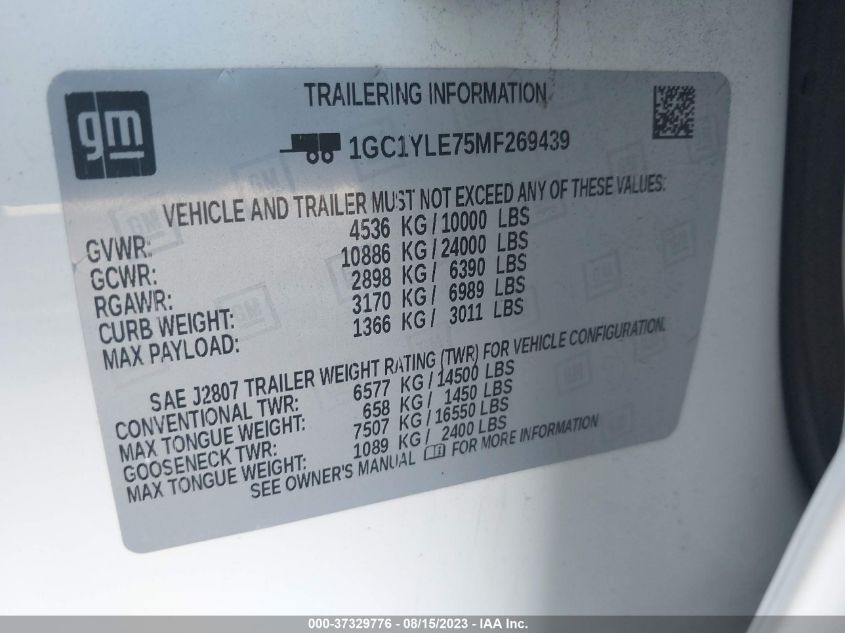 gm
TRAILERING INFORMATION
1GC1YLE75MF269439
VEHICLE AND TRAILER MUST NOT EXCEED ANY OF THESE VALUES:
GVWR: 4536 KG / 10000 LBS
GCWR: 10886 KG / 24000 LBS
RGAWR: 2898 KG / 6390 LBS
CURB WEIGHT: 3170 KG / 6989 LBS
MAX PAYLOAD: 1366 KG / 3011 LBS
SAE J2807 TRAILER WEIGHT RATING (TWR) FOR VEHICLE CONFIGURATION.
CONVENTIONAL TWR: 6577 KG / 14500 LBS
MAX TONGUE WEIGHT: 658 KG / 1450 LBS
GOOSENECK TWR: 7507 KG / 16550 LBS
MAX TONGUE WEIGHT: 1089 KG / 2400 LBS
SEE OWNER'S MANUAL FOR MORE INFORMATION
000-37329776 - 08/15/2023 - IAA Inc.